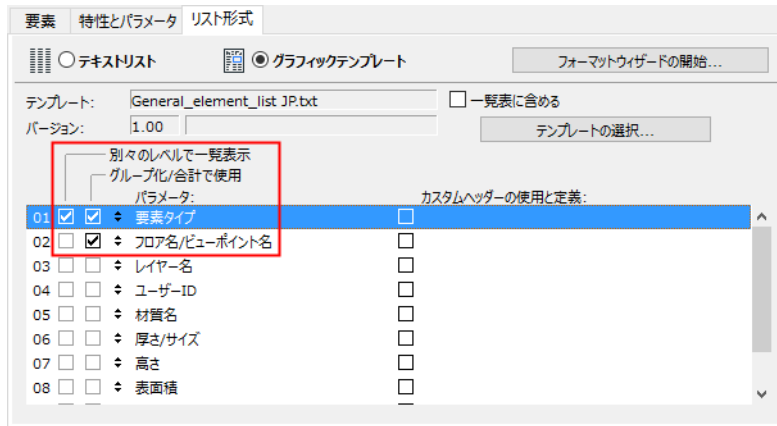 要素 特性とパラメータ リスト形式
テキストリスト グラフィックテンプレート フォーマットウィザードの開始...
テンプレート: General_element_list JP.txt 一覧表に含める
バージョン: 1.00 テンプレートの選択...
別々のレベルで一覧表示
グループ化/合計で使用
パラメータ: カスタムヘッダーの使用と定義:
01 要素タイプ
02 フロア名/ビューポイント名
03 レイヤー名
04 ユーザーID
05 材質名
06 厚さ/サイズ
07 高さ
08 表面積